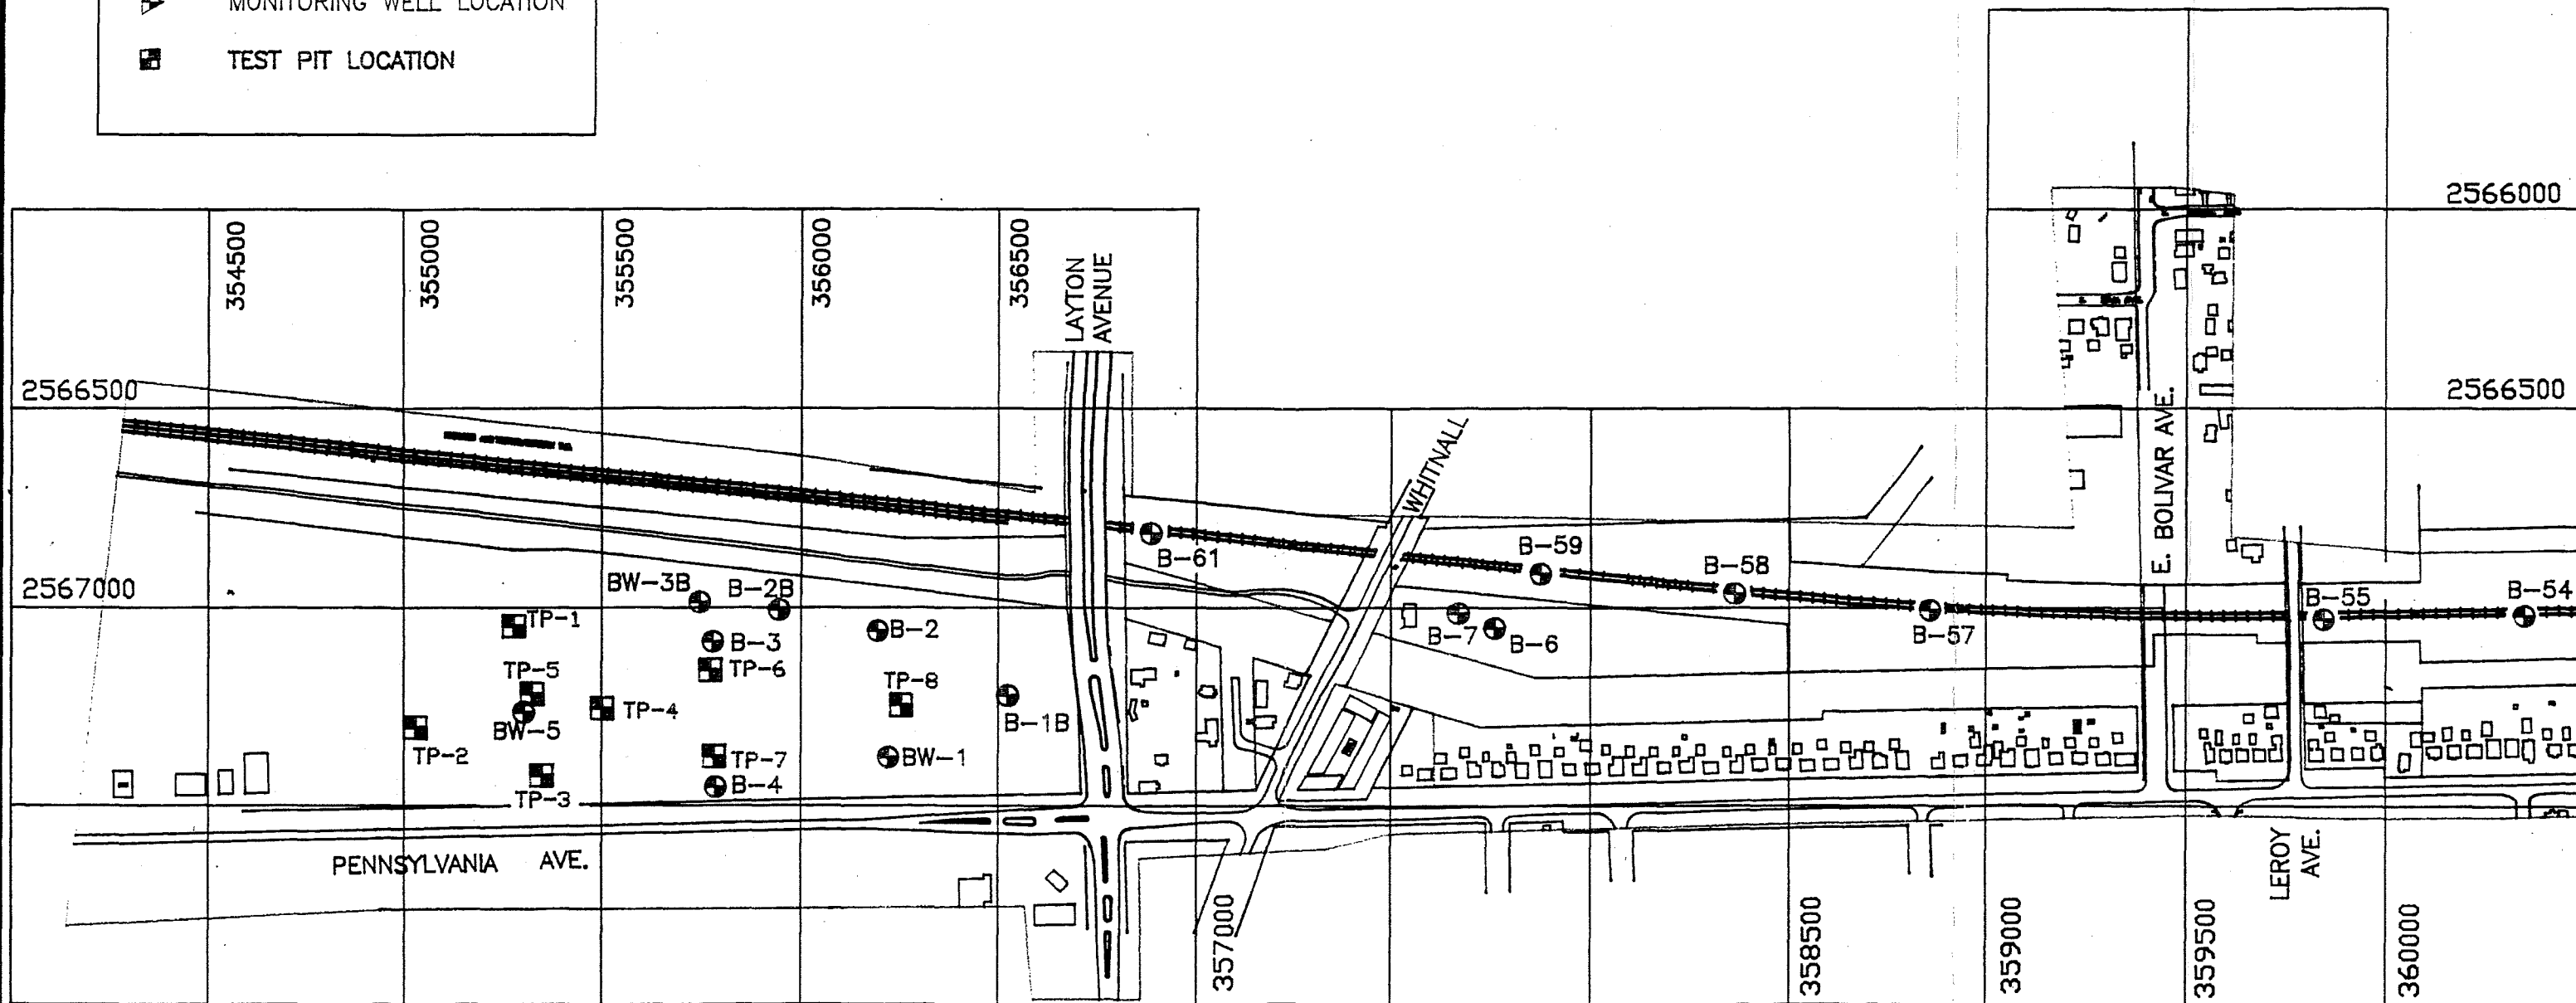 MONITORING WELL LOCATION
TEST PIT LOCATION
2566000
354500
355000
355500
356000
356500
LAYTON
AVENUE
2566500
2566500
WHITNALL
E. BOLIVAR AVE.
B-61
B-59
B-58
2567000
BW-3B
B-2B
B-55
B-54
TP-1
B-3
B-2
B-7
B-6
B-57
TP-5
TP-6
TP-8
TP-4
B-1B
BW-5
TP-2
TP-7
BW-1
TP-3
B-4
PENNSYLVANIA AVE.
LEROY
AVE.
357000
358500
359000
359500
360000